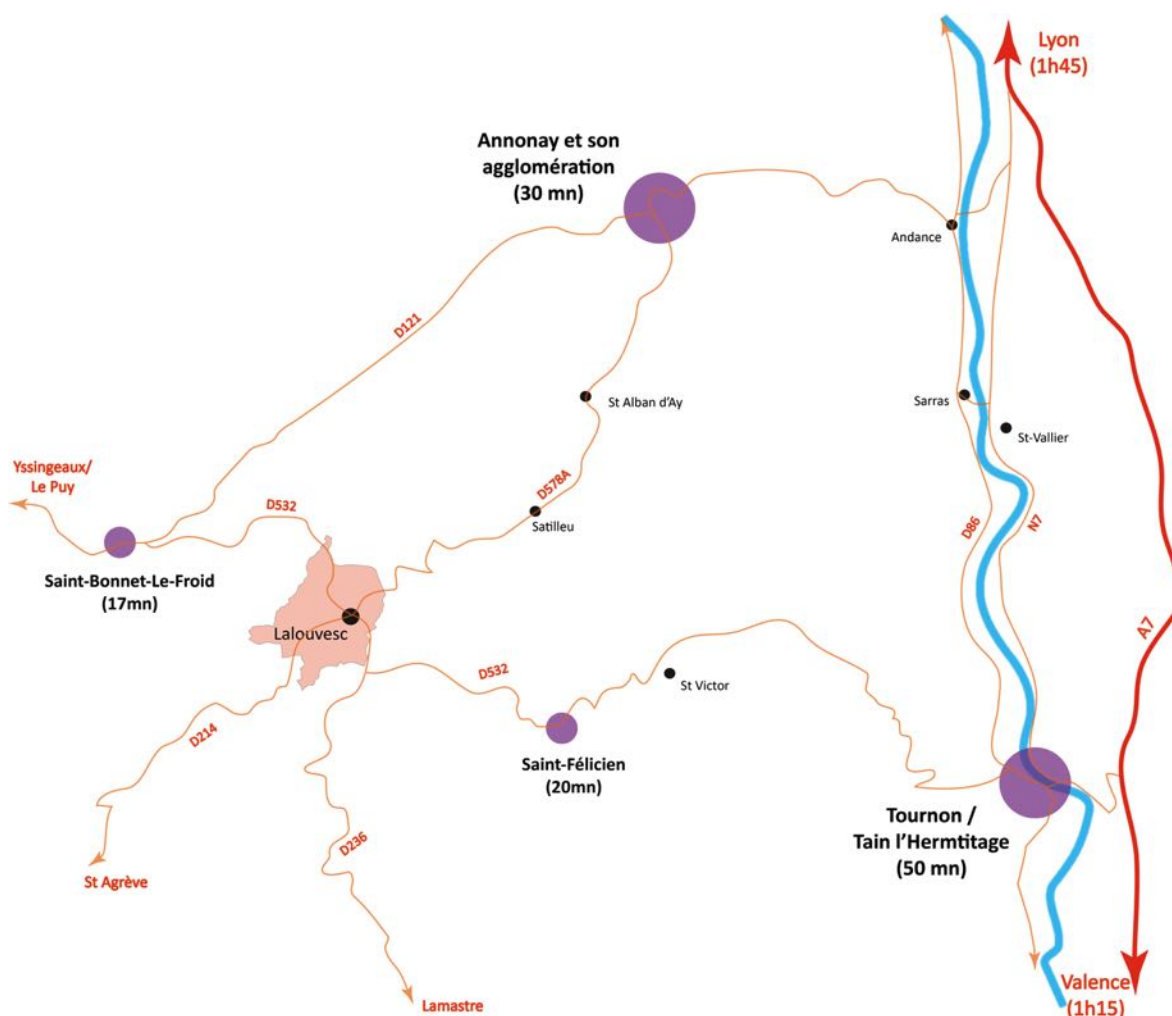 Lyon
(1h45)
Annonay et son
agglomération
(30 mn)
Andance
D121
St Alban d'Ay
Sarras
St-Vallier
Yssingeaux/
Le Puy
D532
D578A
Satilleu
D86
N7
Saint-Bonnet-Le-Froid
(17mn)
Lalouvesc
A7
D532
St Victor
D214
Saint-Félicien
(20mn)
Tournon /
Tain l'Hermtitage
(50 mn)
D236
St Agrève
Lamastre
Valence
(1h15)